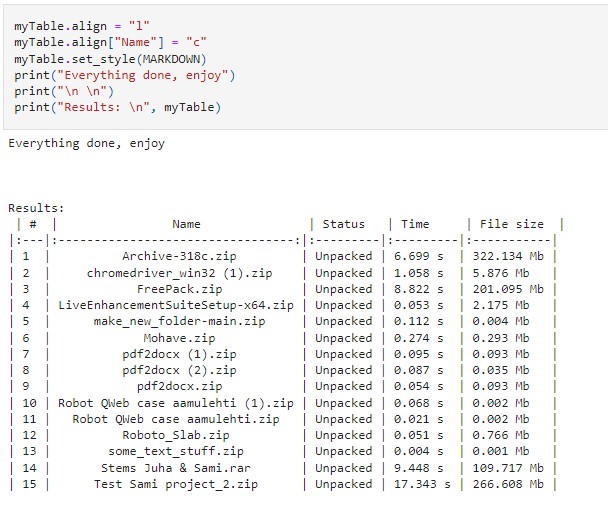 myTable.align = "l"
myTable.align["Name"] = "c"
myTable.set_style(MARKDOWN)
print("Everything done, enjoy")
print("\n \n")
print("Results: \n", myTable)
Everything done, enjoy
Results:
| # | Name | Status | Time | File size |
|:---|:-------------------------------:|:---------|:---------|:-----------|
| 1 | Archive-318c.zip | Unpacked | 6.699 s | 322.134 Mb |
| 2 | chromedriver_win32 (1).zip | Unpacked | 1.058 s | 5.876 Mb |
| 3 | FreePack.zip | Unpacked | 8.822 s | 201.095 Mb |
| 4 | LiveEnhancementSuiteSetup-x64.zip | Unpacked | 0.053 s | 2.175 Mb |
| 5 | make_new_folder-main.zip | Unpacked | 0.112 s | 0.004 Mb |
| 6 | Mohave.zip | Unpacked | 0.274 s | 0.293 Mb |
| 7 | pdf2docx (1).zip | Unpacked | 0.095 s | 0.093 Mb |
| 8 | pdf2docx (2).zip | Unpacked | 0.087 s | 0.035 Mb |
| 9 | pdf2docx.zip | Unpacked | 0.054 s | 0.093 Mb |
| 10 | Robot QWeb case aamulehti (1).zip | Unpacked | 0.068 s | 0.002 Mb |
| 11 | Robot QWeb case aamulehti.zip | Unpacked | 0.021 s | 0.002 Mb |
| 12 | Roboto_Slab.zip | Unpacked | 0.051 s | 0.766 Mb |
| 13 | some_text_stuff.zip | Unpacked | 0.004 s | 0.001 Mb |
| 14 | Stems Juha & Sami.rar | Unpacked | 9.448 s | 109.717 Mb |
| 15 | Test Sami project_2.zip | Unpacked | 17.343 s | 266.608 Mb |